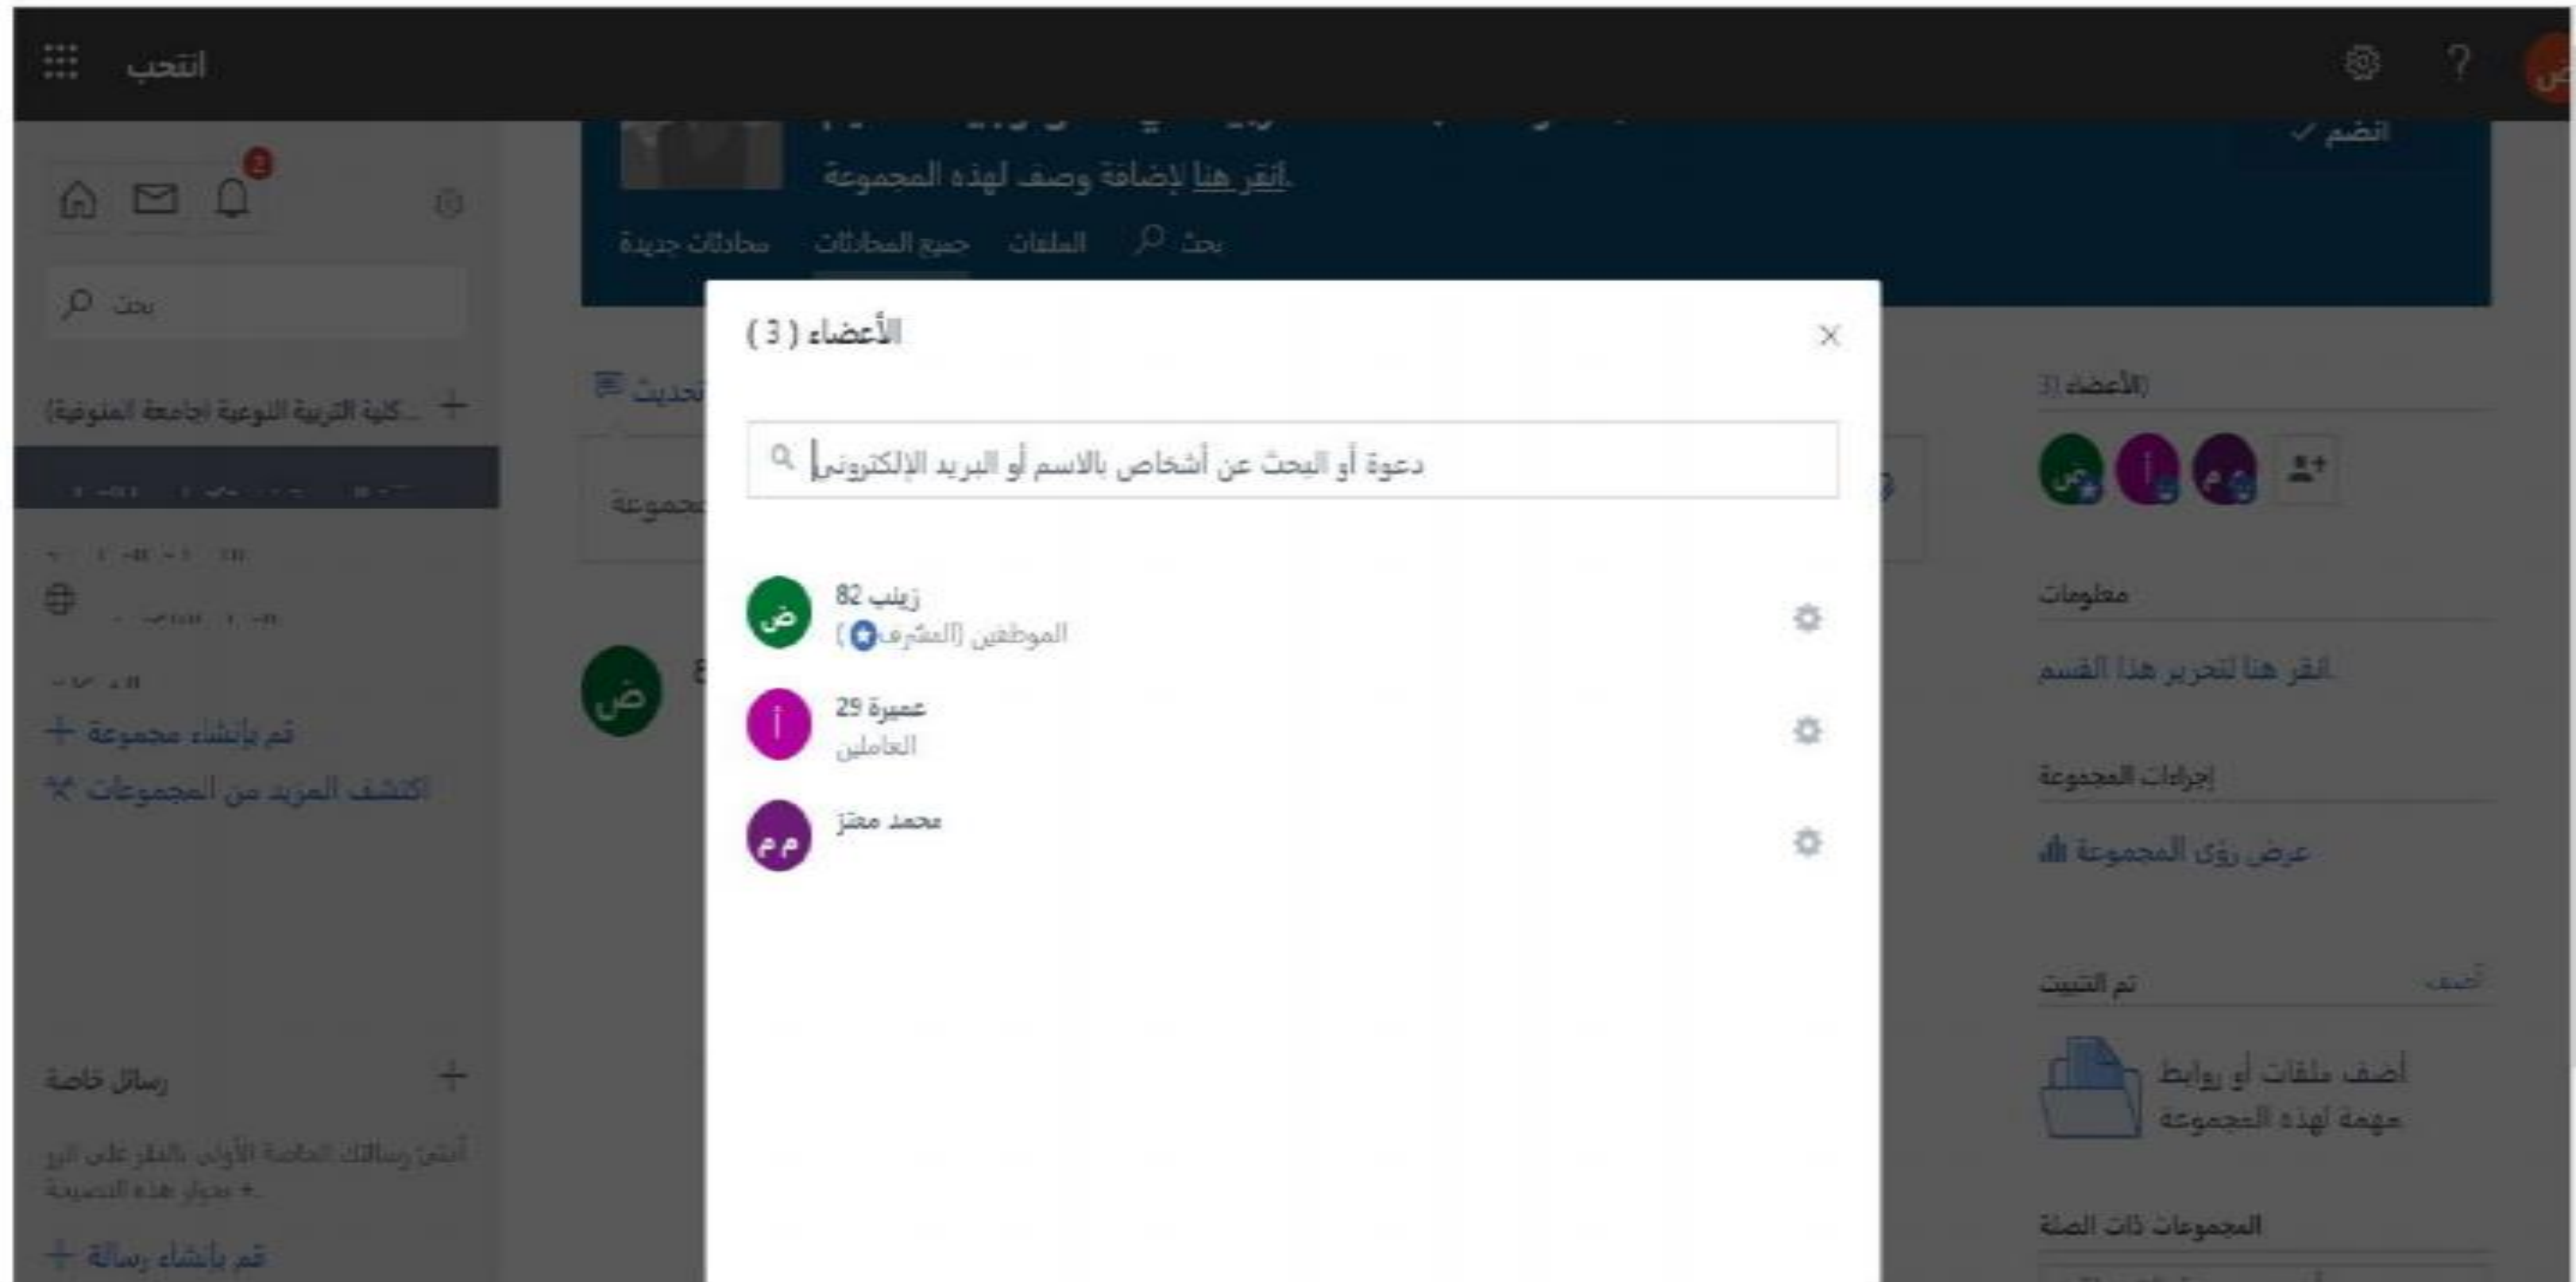 انتحب
?
ض
انضم
انقر هنا لإضافة وصف لهذه المجموعة.
محادثات جديدة
جميع المحادثات
الملفات
بحث
2
بحث
كلية التربية النوعية (جامعة المنوفية)...
قم بإنشاء مجموعة
اكتشف المزيد من المجموعات
رسائل خاصة
قم بإنشاء رسالة
تحديث
الأعضاء ( 3 )
دعوة أو البحث عن أشخاص بالاسم أو البريد الإلكتروني
ض
زينب 82
الموظفين (المشرف)
أ
عميرة 29
العاملين
م م
محمد معتز
ض
الأعضاء (3)
ض
أ
م م
معلومات
انقر هنا لتحرير هذا القسم.
إجراءات المجموعة
عرض رؤى المجموعة
تم التثبيت
أضف
أضف ملفات أو روابط
مهمة لهذه المجموعة
المجموعات ذات الصلة